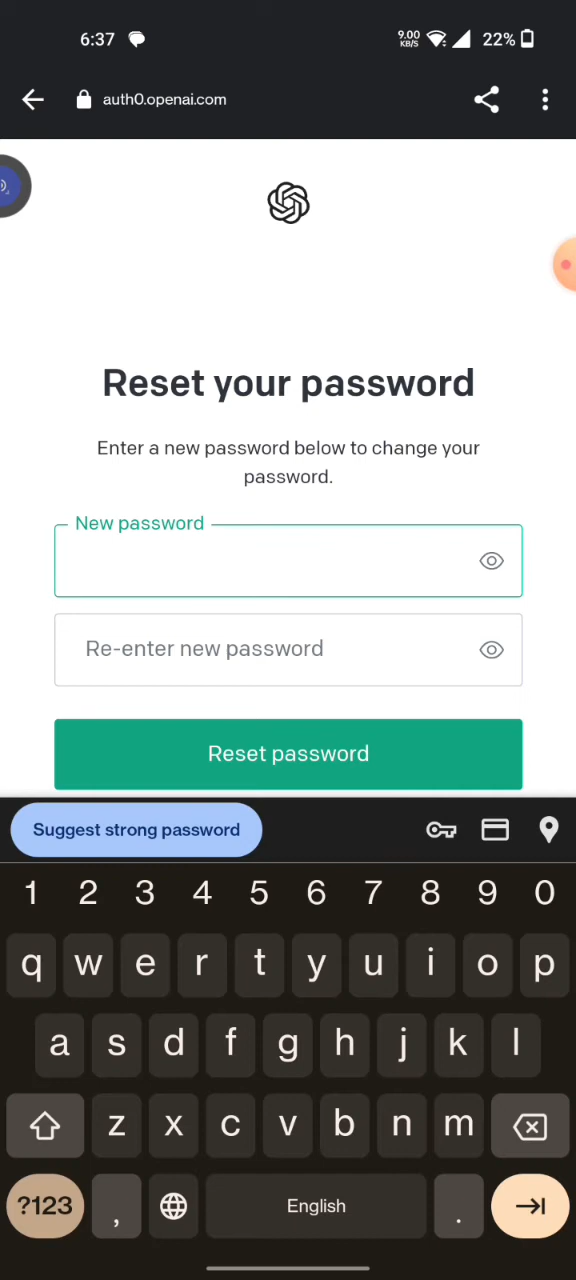 6:37
9.00
KB/S
22%
auth0.openai.com
Reset your password
Enter a new password below to change your
password.
New password
Re-enter new password
Reset password
Suggest strong password
1 2 3 4 5 6 7 8 9 0
q w e r t y u i o p
a s d f g h j k l
z x c v b n m
?123 , English .